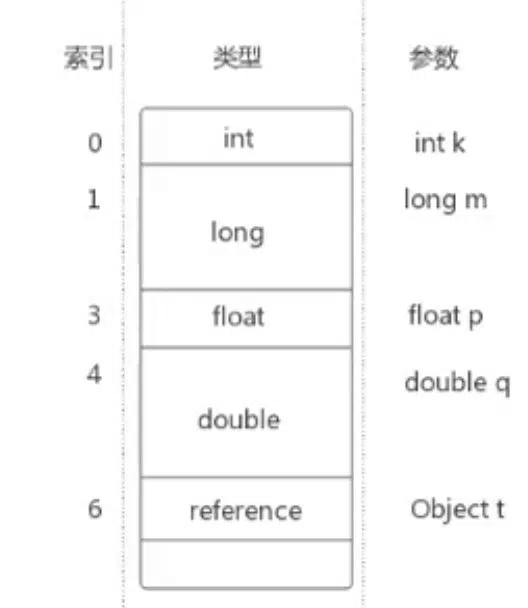 索引 类型 参数
0 int int k
1 long m
long
3 float float p
4 double q
double
6 reference Object t